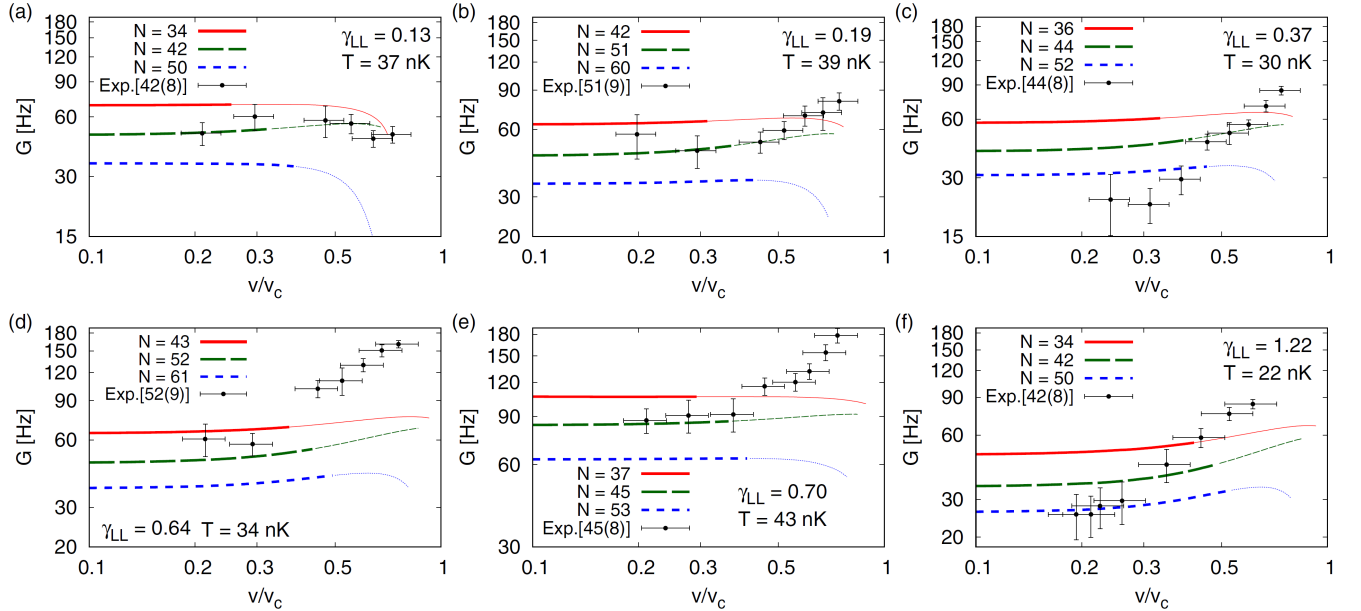 (a)
G [Hz]
180
150
120
90
60
30
15
N = 34
N = 42
N = 50
Exp.[42(8)]
γLL = 0.13
T = 37 nK
0.1
0.2
0.3
0.5
1
v/vc
(b)
G [Hz]
180
150
120
90
60
30
20
N = 42
N = 51
N = 60
Exp.[51(9)]
γLL = 0.19
T = 39 nK
0.1
0.2
0.3
0.5
1
v/vc
(c)
G [Hz]
180
150
120
90
60
30
15
N = 36
N = 44
N = 52
Exp.[44(8)]
γLL = 0.37
T = 30 nK
0.1
0.2
0.3
0.5
1
v/vc
(d)
G [Hz]
180
150
120
90
60
30
20
N = 43
N = 52
N = 61
Exp.[52(9)]
γLL = 0.64 T = 34 nK
0.1
0.2
0.3
0.5
1
v/vc
(e)
G [Hz]
180
150
120
90
60
30
N = 37
N = 45
N = 53
Exp.[45(8)]
γLL = 0.70
T = 43 nK
0.1
0.2
0.3
0.5
1
v/vc
(f)
G [Hz]
180
150
120
90
60
30
20
N = 34
N = 42
N = 50
Exp.[42(8)]
γLL = 1.22
T = 22 nK
0.1
0.2
0.3
0.5
1
v/vc